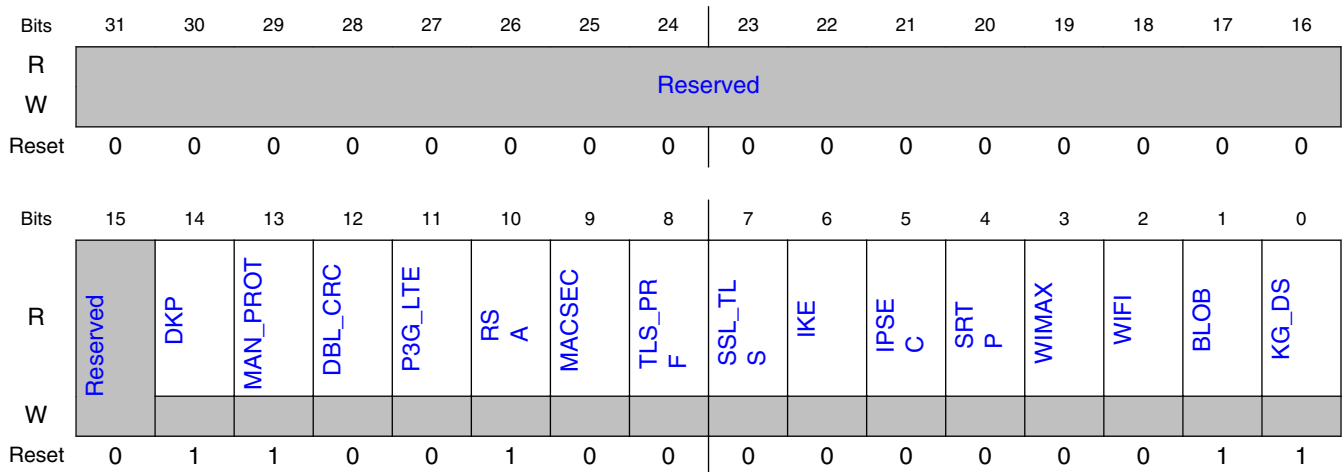 Bits 31 30 29 28 27 26 25 24 23 22 21 20 19 18 17 16
R
Reserved
W
Reset 0 0 0 0 0 0 0 0 0 0 0 0 0 0 0 0
Bits 15 14 13 12 11 10 9 8 7 6 5 4 3 2 1 0
R
Reserved
DKP
MAN_PROT
DBL_CRC
P3G_LTE
RS
A
MACSEC
TLS_PR
F
SSL_TL
S
IKE
IPSE
C
SRT
P
WIMAX
WIFI
BLOB
KG_DS
W
Reset 0 1 1 0 0 1 0 0 0 0 0 0 0 0 1 1